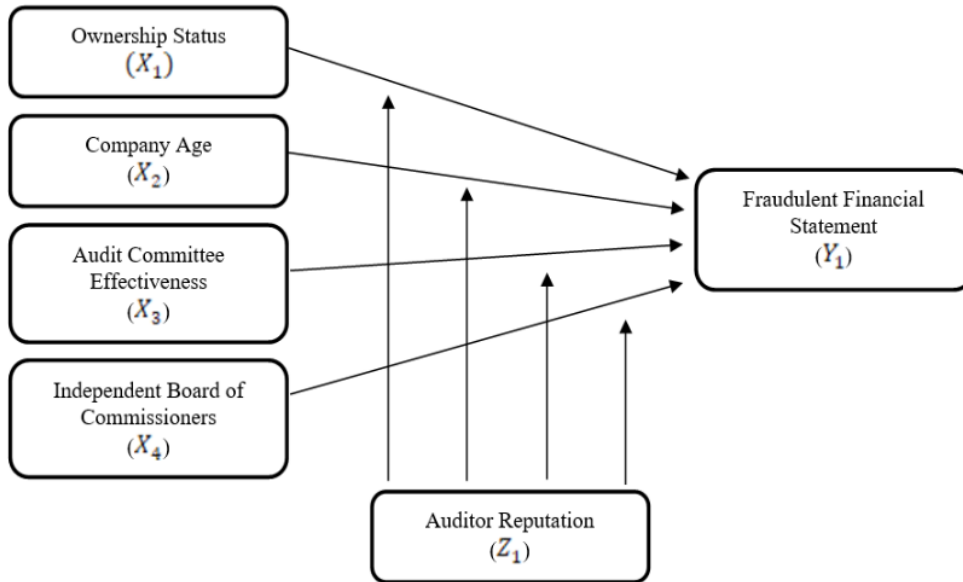 Ownership Status
(X₁)
Company Age
(X₂)
Audit Committee
Effectiveness
(X₃)
Independent Board of
Commissioners
(X₄)
Fraudulent Financial
Statement
(Y₁)
Auditor Reputation
(Z₁)